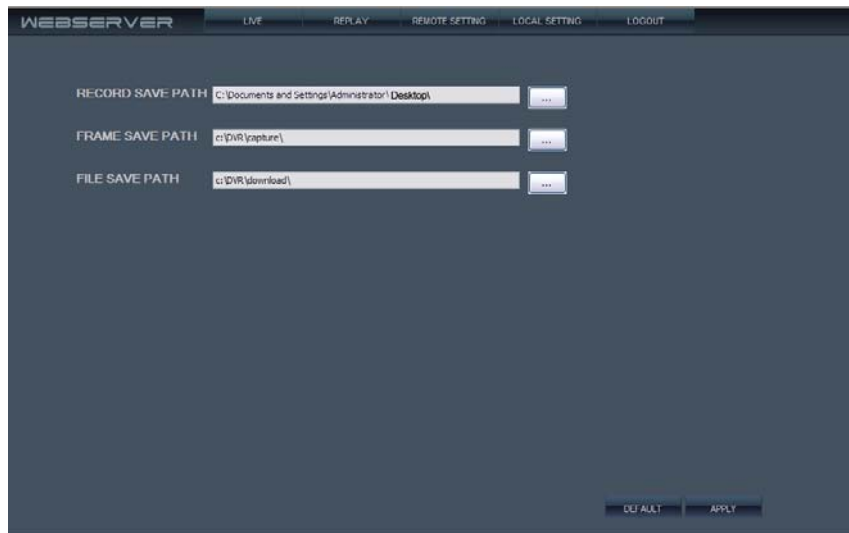 WEBSERVER LIVE REPLAY REMOTE SETTING LOCAL SETTING LOGOUT
RECORD SAVE PATH C:\Documents and Settings\Administrator\Desktop\ ...
FRAME SAVE PATH c:\DVR\capture\ ...
FILE SAVE PATH c:\DVR\download\ ...
DEFAULT APPLY